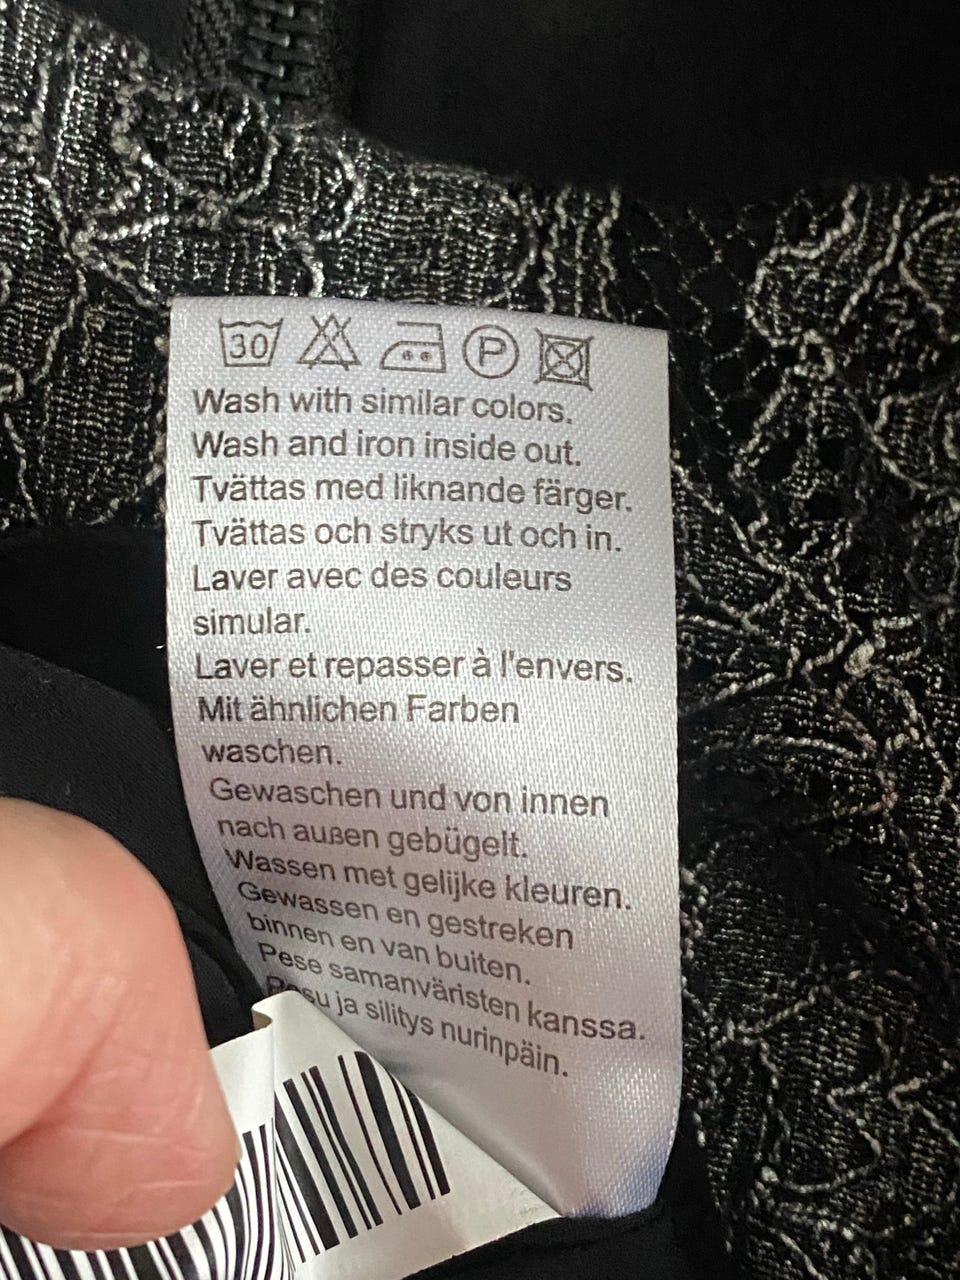 30 P
Wash with similar colors.
Wash and iron inside out.
Tvättas med liknande färger.
Tvättas och stryks ut och in.
Laver avec des couleurs
simular.
Laver et repasser à l'envers.
Mit ähnlichen Farben
waschen.
Gewaschen und von innen
nach außen gebügelt.
Wassen met gelijke kleuren.
Gewassen en gestreken
binnen en van buiten.
Pese samanväristen kanssa.
Pesu ja silitys nurinpäin.